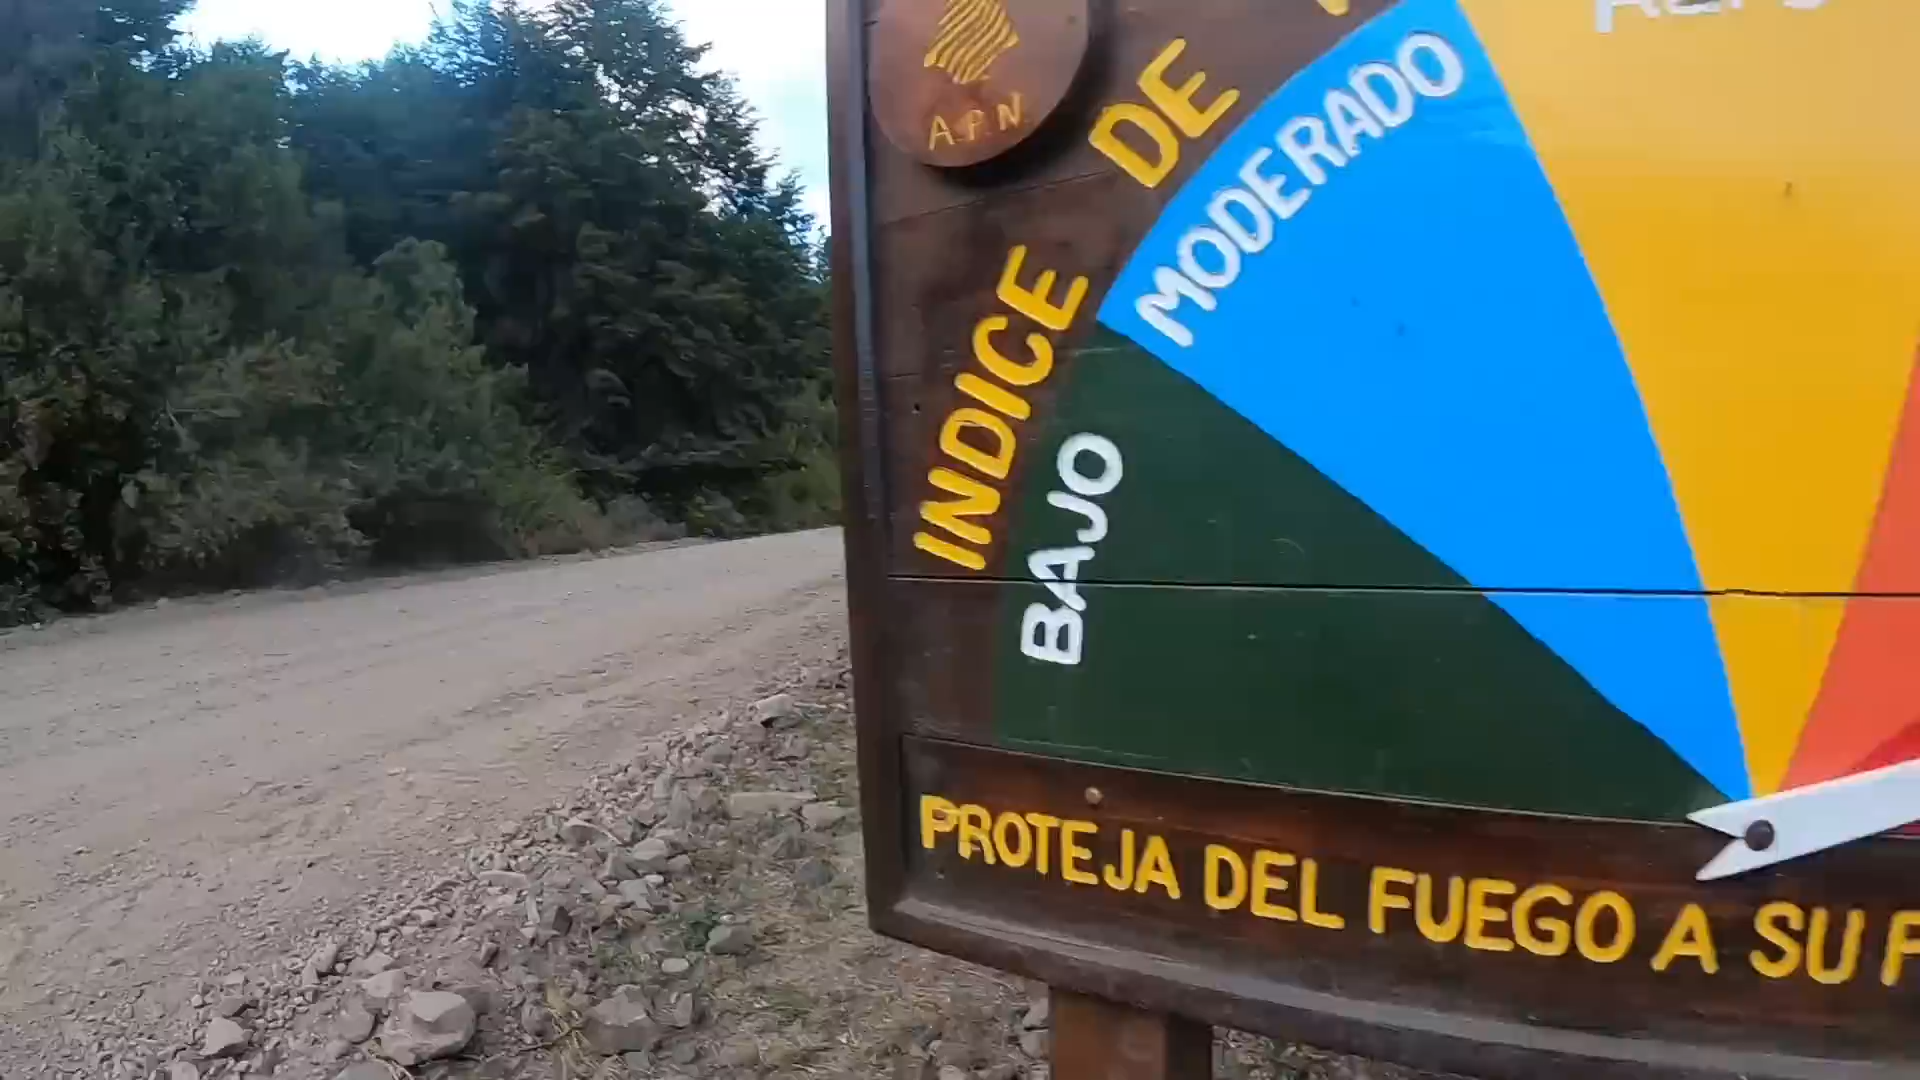 A.P.N.
INDICE DE
MODERADO
BAJO
PROTEJA DEL FUEGO A SU